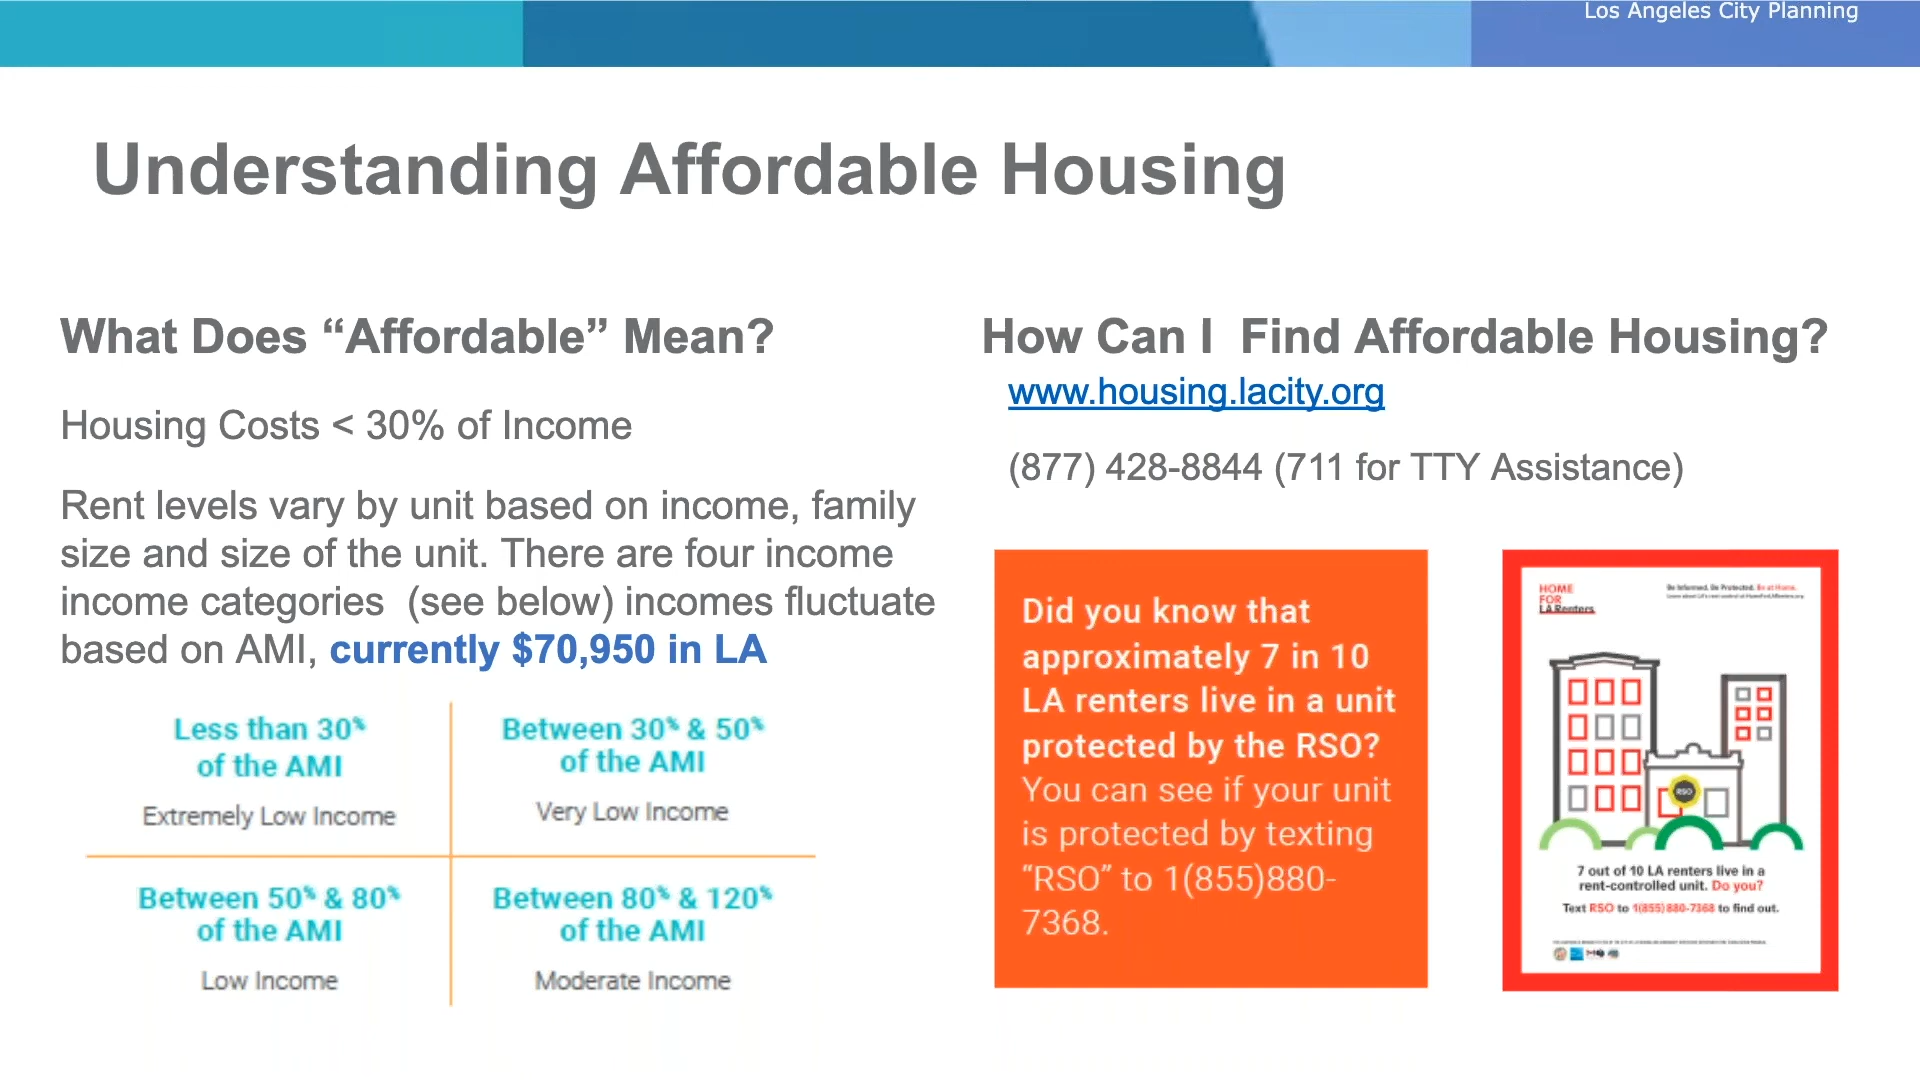 Los Angeles City Planning
Understanding Affordable Housing
What Does “Affordable” Mean?
Housing Costs < 30% of Income
Rent levels vary by unit based on income, family
size and size of the unit. There are four income
income categories  (see below) incomes fluctuate
based on AMI, currently $70,950 in LA
Less than 30%
of the AMI
Extremely Low Income
Between 30% & 50%
of the AMI
Very Low Income
Between 50% & 80%
of the AMI
Low Income
Between 80% & 120%
of the AMI
Moderate Income
How Can I  Find Affordable Housing?
www.housing.lacity.org
(877) 428-8844 (711 for TTY Assistance)
Did you know that
approximately 7 in 10
LA renters live in a unit
protected by the RSO?
You can see if your unit
is protected by texting
“RSO” to 1(855)880-
7368.
HOME
FOR
LA Renters
Be Informed. Be Protected. Be at Home.
RSO
7 out of 10 LA renters live in a
rent-controlled unit. Do you?
Text RSO to 1(855) 880-7368 to find out.